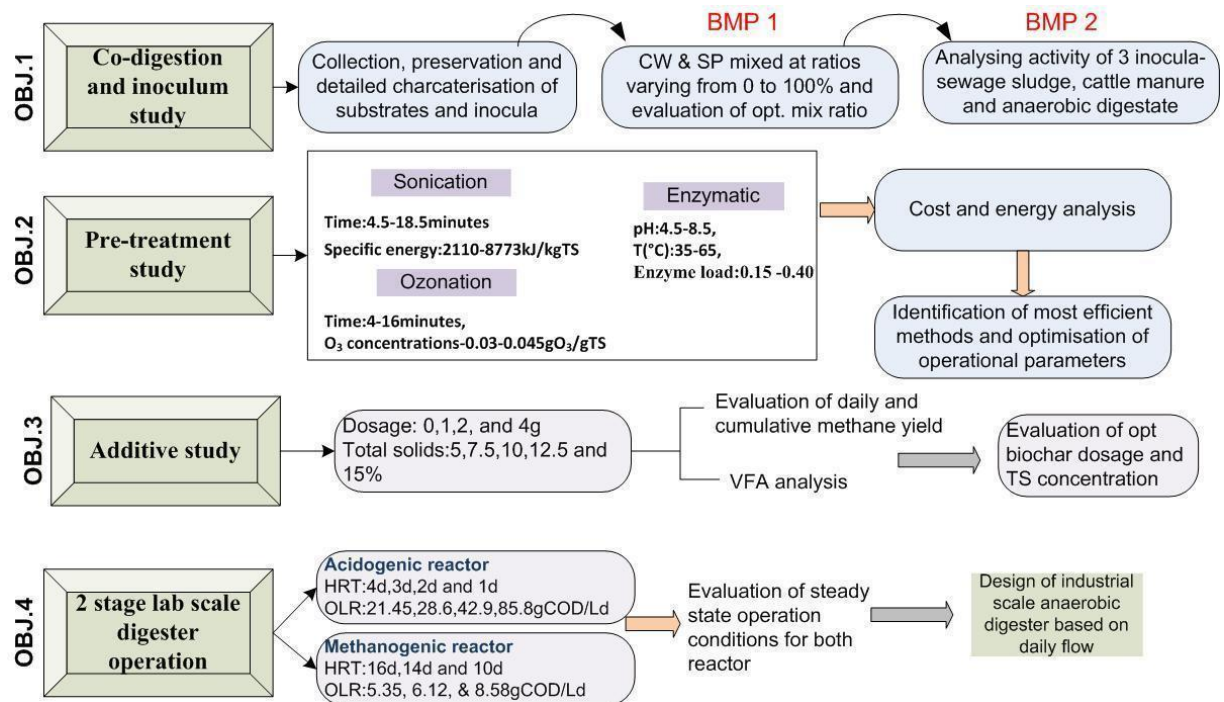 OBJ.1
Co-digestion
and inoculum
study
Collection, preservation and
detailed charcaterisation of
substrates and inocula
BMP 1
CW & SP mixed at ratios
varying from 0 to 100% and
evaluation of opt. mix ratio
BMP 2
Analysing activity of 3 inocula-
sewage sludge, cattle manure
and anaerobic digestate
OBJ.2
Pre-treatment
study
Sonication
Time:4.5-18.5minutes
Specific energy:2110-8773kJ/kgTS
Ozonation
Time:4-16minutes,
O₃ concentrations-0.03-0.045gO₃/gTS
Enzymatic
pH:4.5-8.5,
T(°C):35-65,
Enzyme load:0.15 -0.40
Cost and energy analysis
Identification of most efficient
methods and optimisation of
operational parameters
OBJ.3
Additive study
Dosage: 0,1,2, and 4g
Total solids:5,7.5,10,12.5 and
15%
Evaluation of daily and
cumulative methane yield
VFA analysis
Evaluation of opt
biochar dosage and
TS concentration
OBJ.4
2 stage lab scale
digester
operation
Acidogenic reactor
HRT:4d,3d,2d and 1d
OLR:21.45,28.6,42.9,85.8gCOD/Ld
Methanogenic reactor
HRT:16d,14d and 10d
OLR:5.35, 6.12, & 8.58gCOD/Ld
Evaluation of steady
state operation
conditions for both
reactor
Design of industrial
scale anaerobic
digester based on
daily flow